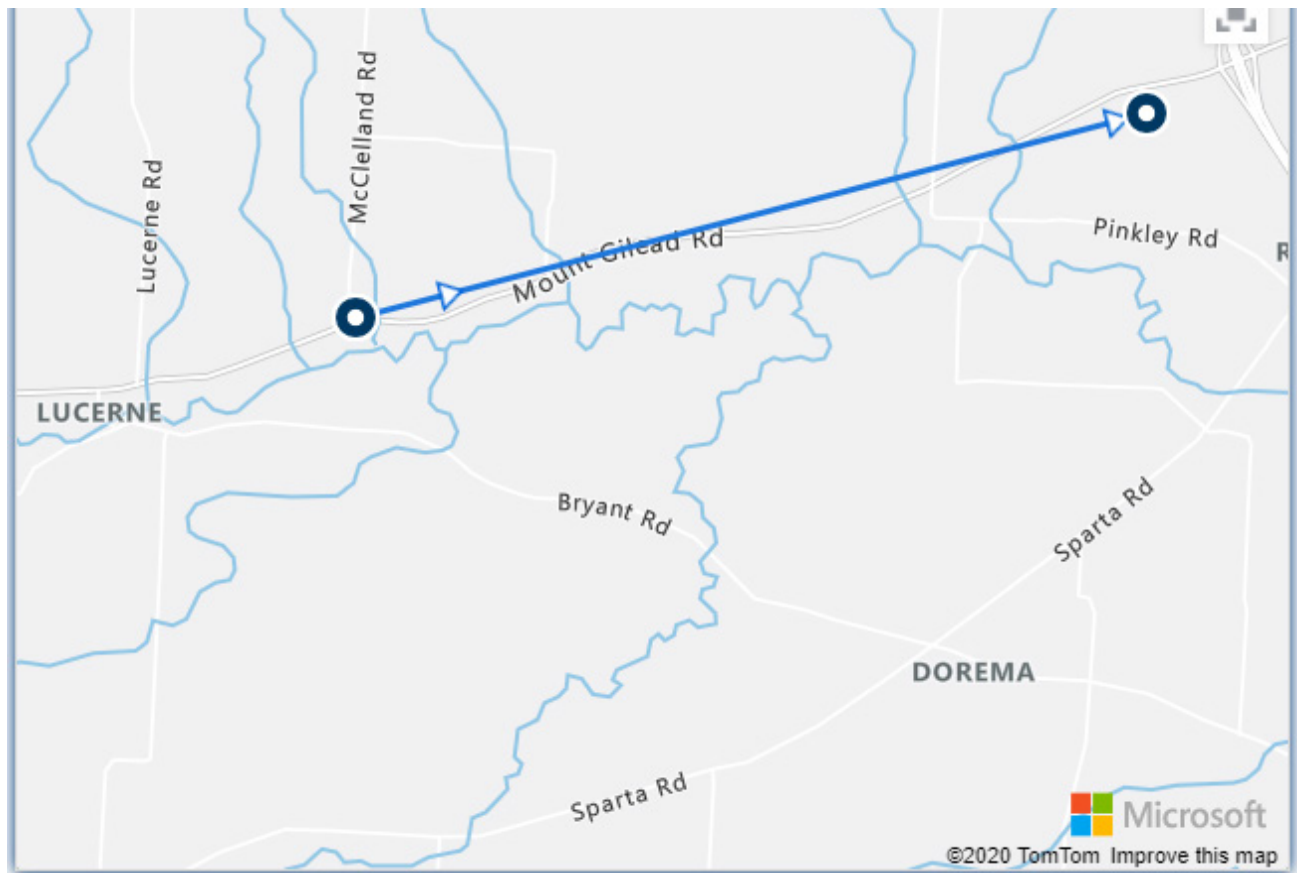 McClelland Rd
Lucerne Rd
Pinkley Rd
R
Mount Gilead Rd
LUCERNE
Bryant Rd
Sparta Rd
DOREMA
Sparta Rd
Microsoft
©2020 TomTom Improve this map